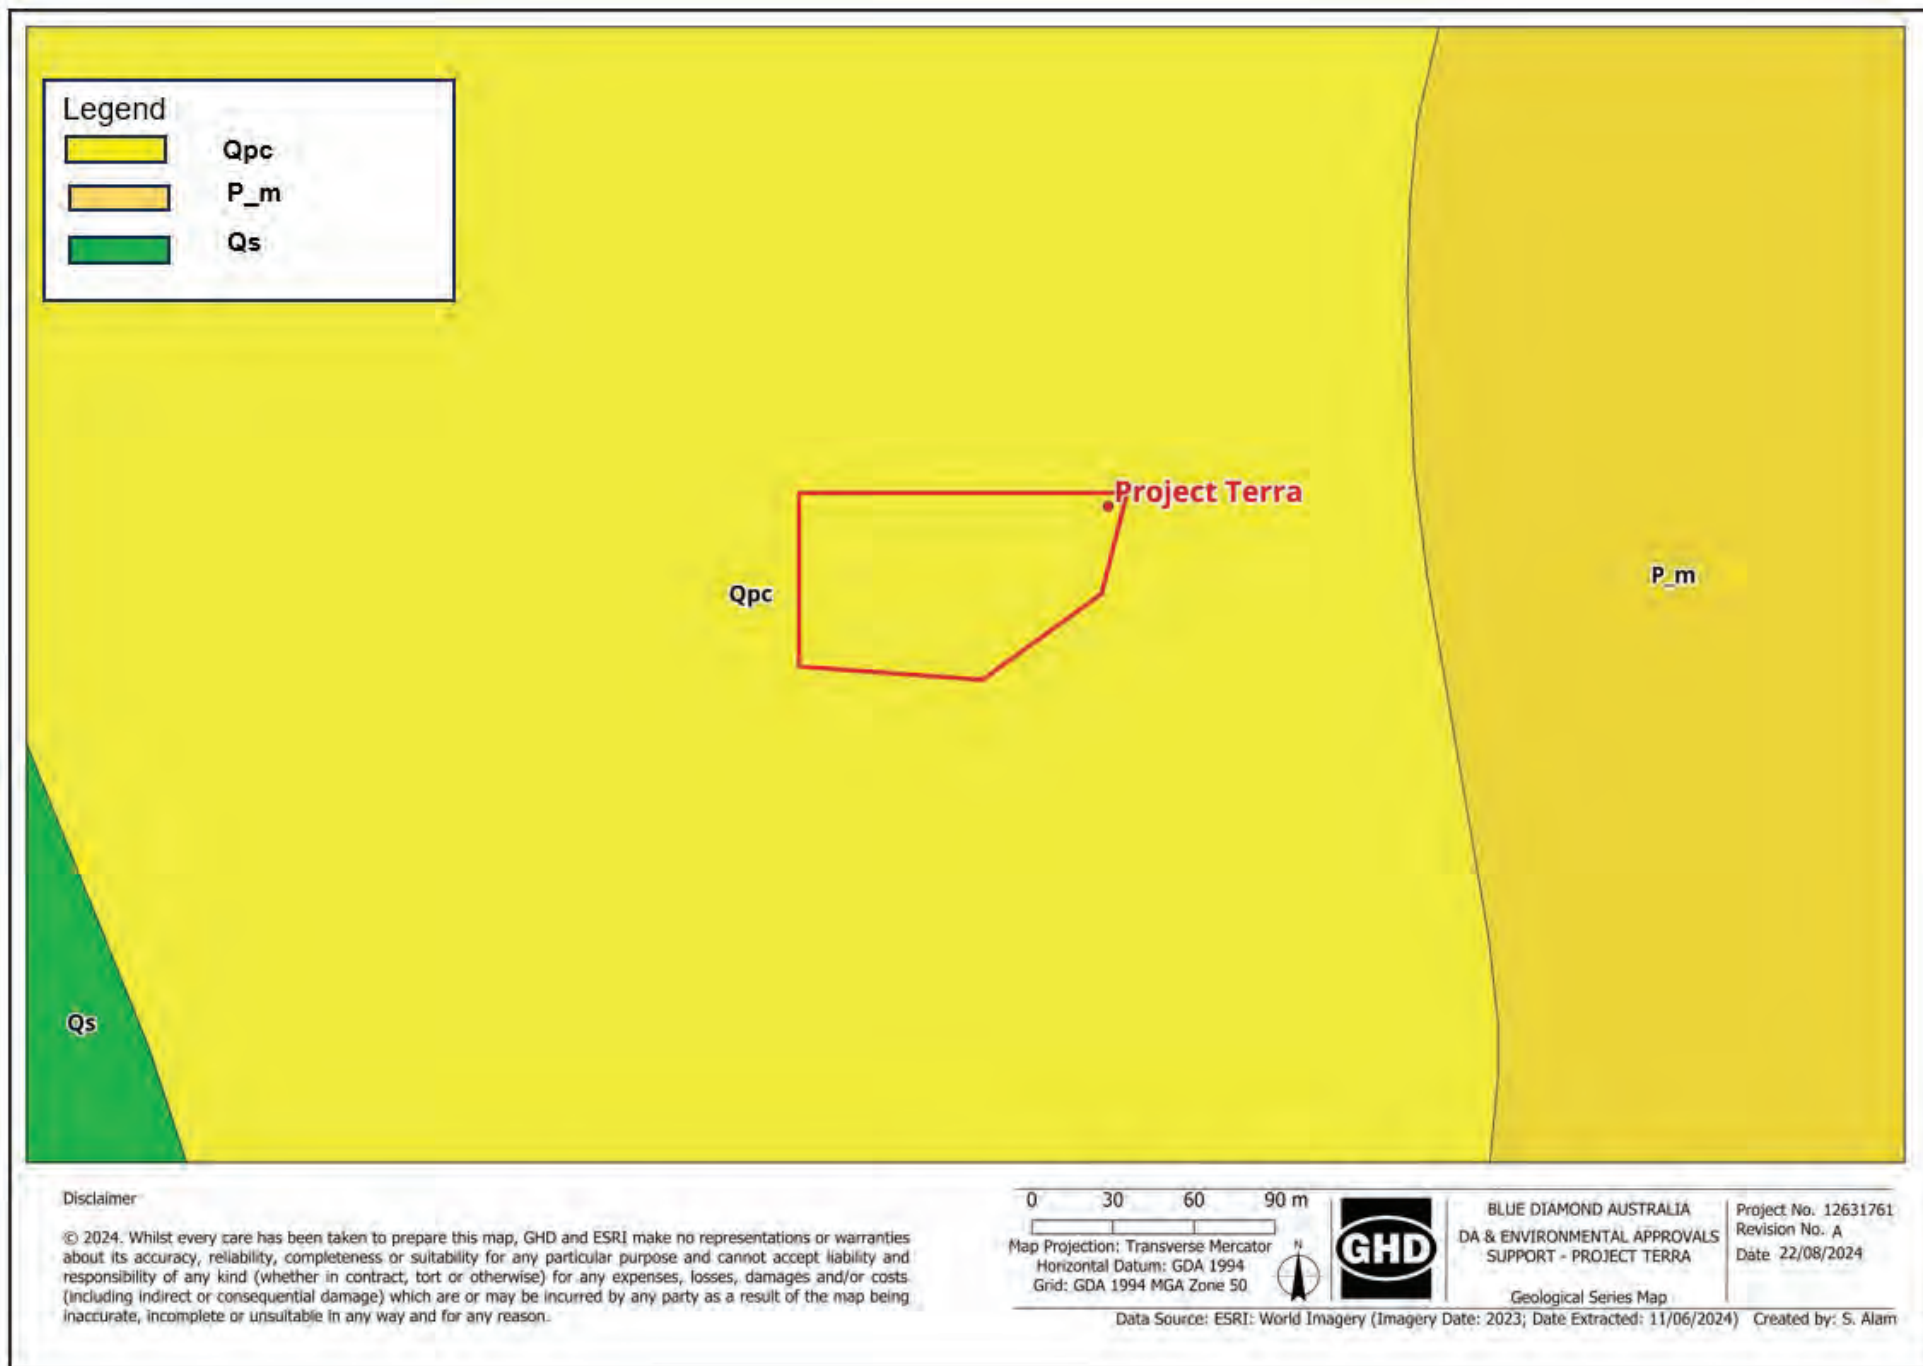 Legend
Qpc
P_m
Qs
Project Terra
Qpc
P_m
Qs
Disclaimer
© 2024. Whilst every care has been taken to prepare this map, GHD and ESRI make no representations or warranties
about its accuracy, reliability, completeness or suitability for any particular purpose and cannot accept liability and
responsibility of any kind (whether in contract, tort or otherwise) for any expenses, losses, damages and/or costs
(including indirect or consequential damage) which are or may be incurred by any party as a result of the map being
inaccurate, incomplete or unsuitable in any way and for any reason.
0 30 60 90 m
Map Projection: Transverse Mercator
Horizontal Datum: GDA 1994
Grid: GDA 1994 MGA Zone 50
N
GHD
BLUE DIAMOND AUSTRALIA
DA & ENVIRONMENTAL APPROVALS
SUPPORT - PROJECT TERRA
Geological Series Map
Project No. 12631761
Revision No. A
Date 22/08/2024
Data Source: ESRI: World Imagery (Imagery Date: 2023; Date Extracted: 11/06/2024) Created by: S. Alam